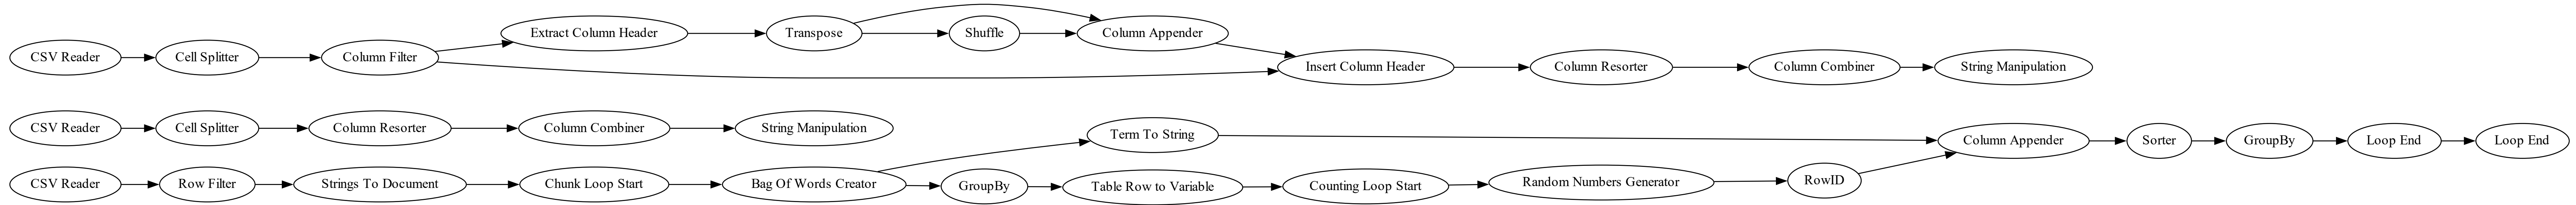 CSV Reader
Cell Splitter
Column Filter
Extract Column Header
Transpose
Shuffle
Column Appender
Insert Column Header
Column Resorter
Column Combiner
String Manipulation
CSV Reader
Cell Splitter
Column Resorter
Column Combiner
String Manipulation
CSV Reader
Row Filter
Strings To Document
Chunk Loop Start
Bag Of Words Creator
Term To String
GroupBy
Table Row to Variable
Counting Loop Start
Random Numbers Generator
RowID
Column Appender
Sorter
GroupBy
Loop End
Loop End